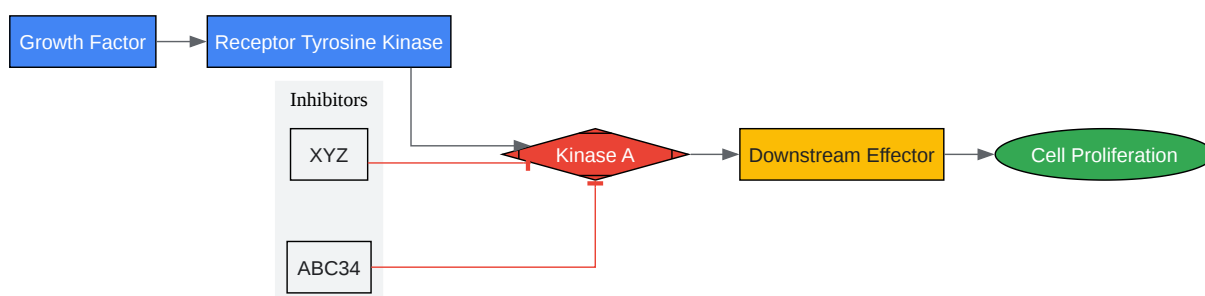 Growth Factor
Receptor Tyrosine Kinase
Inhibitors
XYZ
Kinase A
Downstream Effector
Cell Proliferation
ABC34